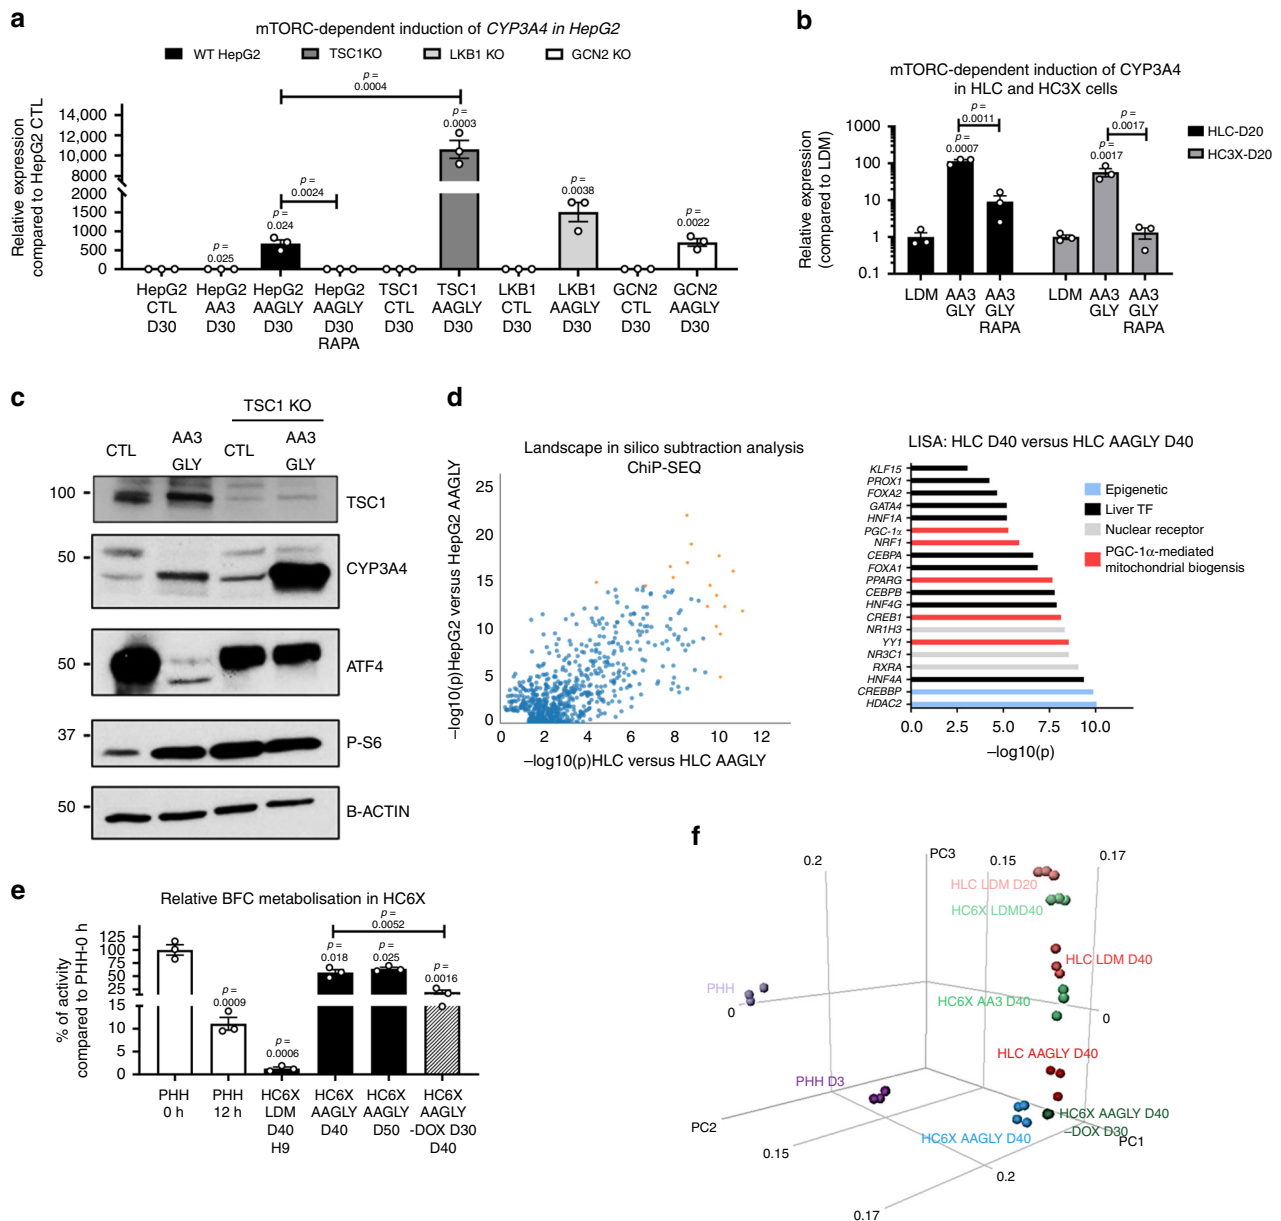 a
mTORC-dependent induction of CYP3A4 in HepG2
WT HepG2
TSC1KO
LKB1 KO
GCN2 KO
Relative expression
compared to HepG2 CTL
14,000
12,000
10,000
8000
2000
1500
1000
500
0
p =
0.025
p =
0.024
p =
0.0024
p =
0.0004
p =
0.0003
p =
0.0038
p =
0.0022
HepG2
CTL
D30
HepG2
AA3
D30
HepG2
AAGLY
D30
HepG2
AAGLY
D30
RAPA
TSC1
CTL
D30
TSC1
AAGLY
D30
LKB1
CTL
D30
LKB1
AAGLY
D30
GCN2
CTL
D30
GCN2
AAGLY
D30
b
mTORC-dependent induction of CYP3A4
in HLC and HC3X cells
Relative expression
(compared to LDM)
1000
100
10
1
0.1
p =
0.0007
p =
0.0011
p =
0.0017
p =
0.0017
HLC-D20
HC3X-D20
LDM
AA3
GLY
AA3
GLY
RAPA
LDM
AA3
GLY
AA3
GLY
RAPA
c
TSC1 KO
CTL
AA3
GLY
CTL
AA3
GLY
100
TSC1
50
CYP3A4
50
ATF4
37
P-S6
50
B-ACTIN
d
Landscape in silico subtraction analysis
ChiP-SEQ
–log10(p)HepG2 versus HepG2 AAGLY
25
20
15
10
5
0
0
2
4
6
8
10
12
–log10(p)HLC versus HLC AAGLY
LISA: HLC D40 versus HLC AAGLY D40
KLF15
PROX1
FOXA2
GATA4
HNF1A
PGC-1α
NRF1
CEBPA
FOXA1
PPARG
CEBPB
HNF4G
CREB1
NR1H3
YY1
NR3C1
RXRA
HNF4A
CREBBP
HDAC2
0.0
2.5
5.0
7.5
10.0
–log10(p)
Epigenetic
Liver TF
Nuclear receptor
PGC-1α-mediated
mitochondrial biogensis
e
Relative BFC metabolisation in HC6X
% of activity
compared to PHH-0 h
125
100
75
50
25
15
10
5
0
p =
0.0009
p =
0.0006
p =
0.018
p =
0.025
p =
0.0052
p =
0.0016
PHH
0 h
PHH
12 h
HC6X
LDM
D40
H9
HC6X
AAGLY
D40
HC6X
AAGLY
D50
HC6X
AAGLY
-DOX D30
D40
f
0.2
PC3
0.15
0.17
HLC LDM D20
HC6X LDMD40
HLC LDM D40
PHH
0
HC6X AA3 D40
0
HLC AAGLY D40
PHH D3
HC6X AAGLY D40
–DOX D30
PC2
PC1
HC6X AAGLY D40
0.15
0.2
0.17